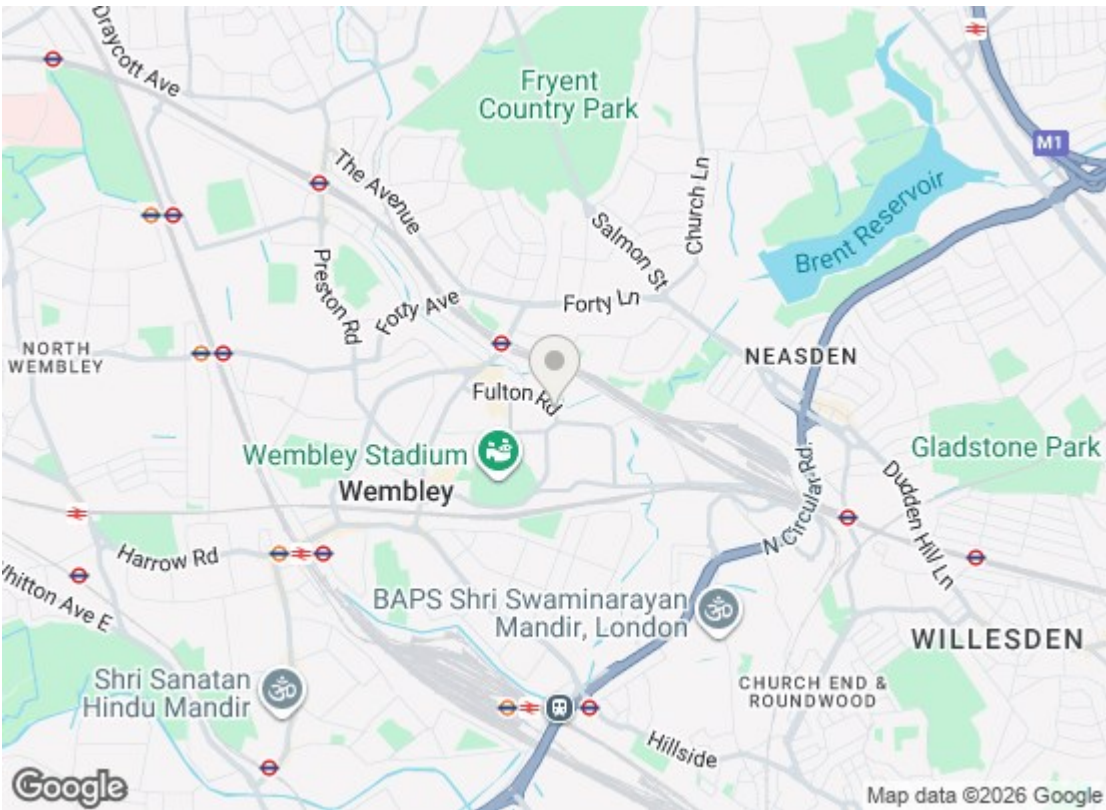 Draycott Ave
Fryent
Country Park
M1
The Avenue
Church Ln
Brent Reservoir
Salmon St
Preston Rd
Forty Ave
Forty Ln
NORTH
WEMBLEY
NEASDEN
Fulton Rd
Wembley Stadium
Wembley
Gladstone Park
N Circular Rd.
Dudden Hill Ln
Harrow Rd
Whitton Ave E
BAPS Shri Swaminarayan
Mandir, London
WILLESDEN
Shri Sanatan
Hindu Mandir
CHURCH END &
ROUNDWOOD
Hillside
Google
Map data ©2026 Google